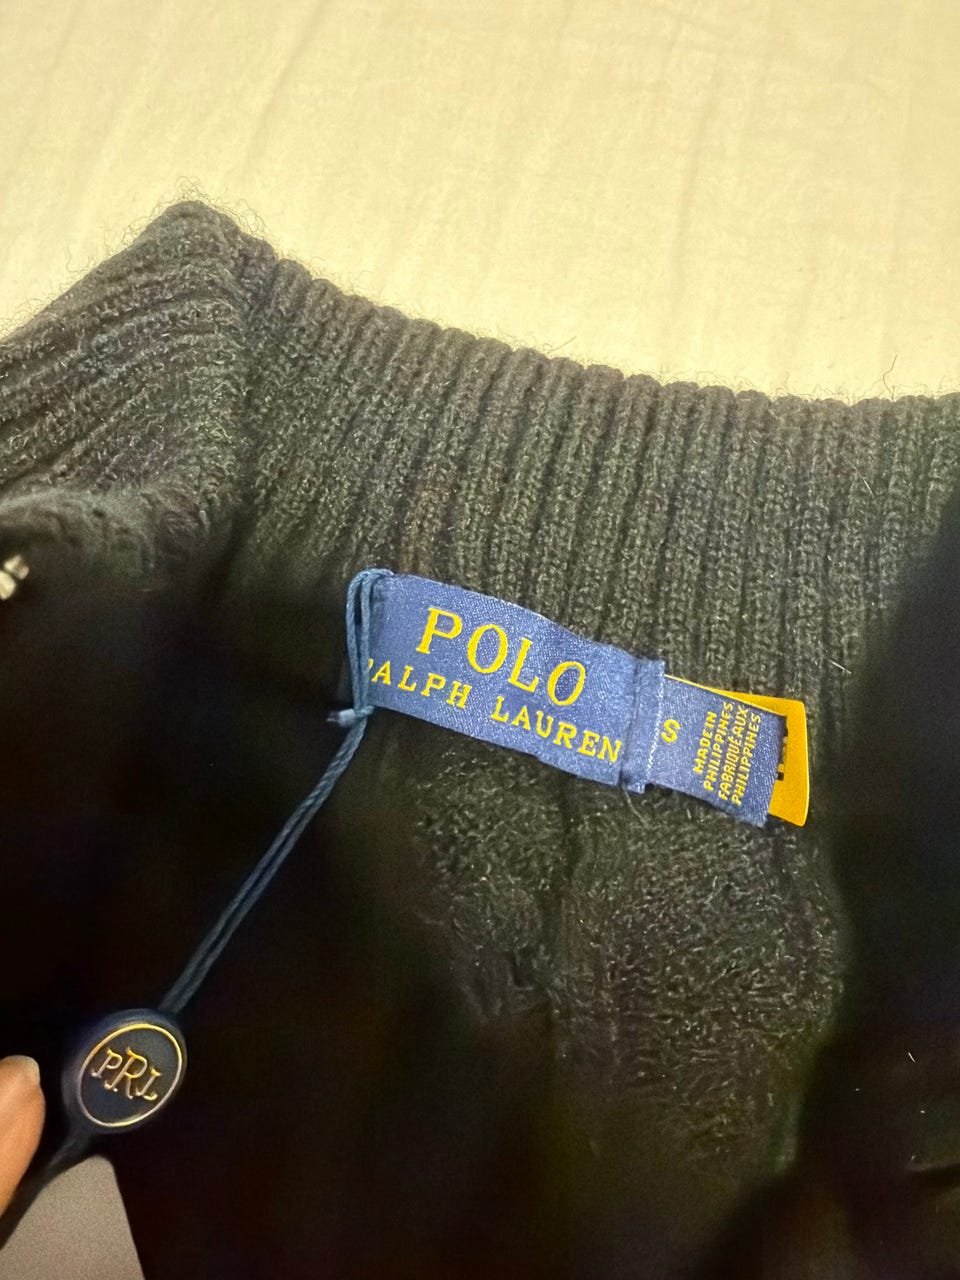 POLO
RALPH LAUREN
S
MADE IN
PHILIPPINES
FABRIQUÉ AUX
PHILIPPINES
PRL